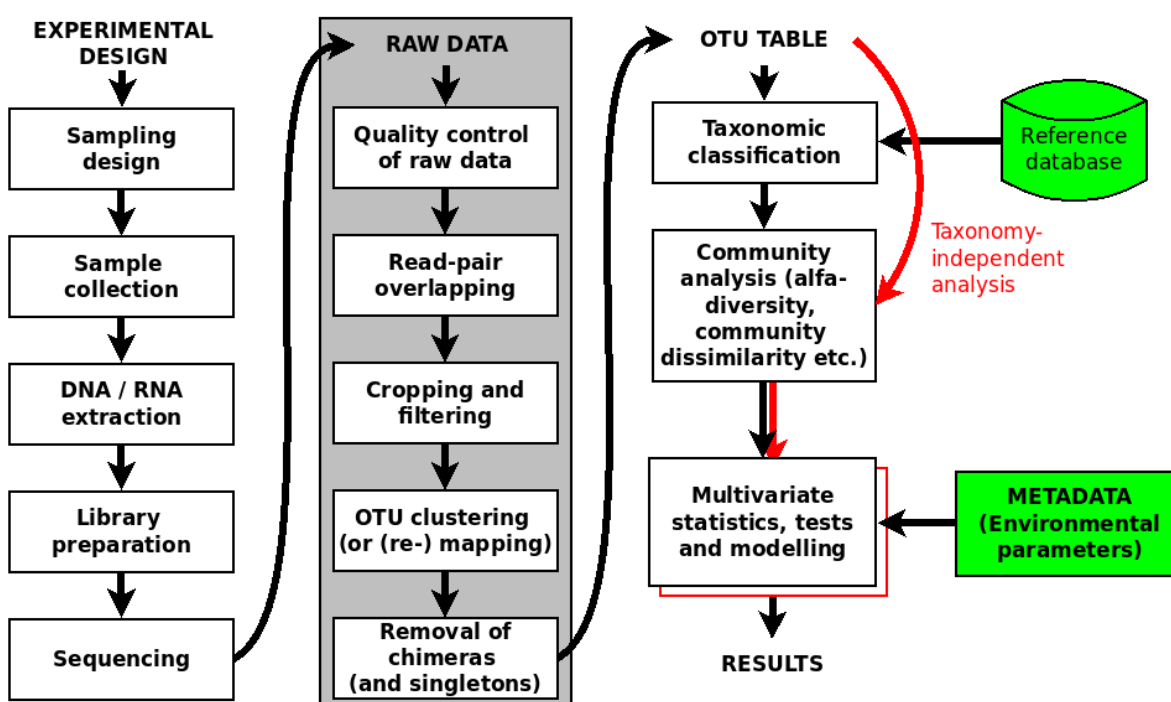 EXPERIMENTAL
DESIGN
Sampling
design
Sample
collection
DNA / RNA
extraction
Library
preparation
Sequencing
RAW DATA
Quality control
of raw data
Read-pair
overlapping
Cropping and
filtering
OTU clustering
(or (re-) mapping)
Removal of
chimeras
(and singletons)
OTU TABLE
Taxonomic
classification
Reference
database
Taxonomy-
independent
analysis
Community
analysis (alfa-
diversity,
community
dissimilarity etc.)
Multivariate
statistics, tests
and modelling
METADATA
(Environmental
parameters)
RESULTS